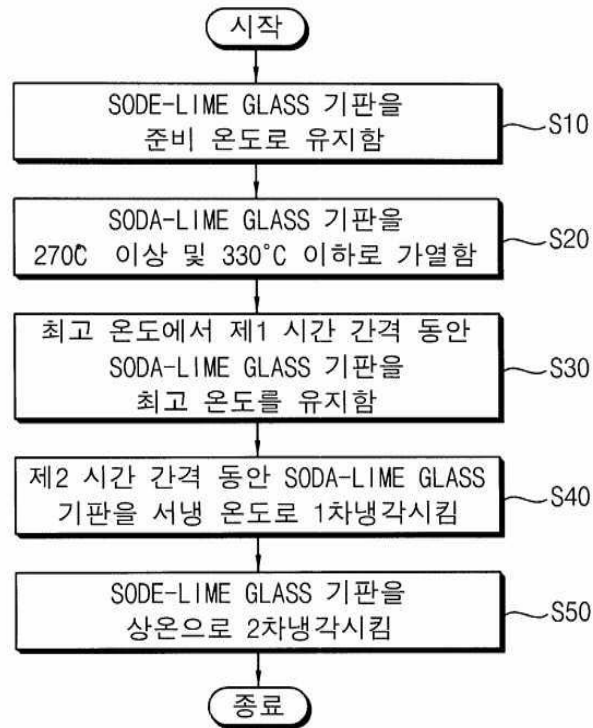 시작
SODE-LIME GLASS 기판을
준비 온도로 유지함
S10
SODA-LIME GLASS 기판을
270℃ 이상 및 330°C 이하로 가열함
S20
최고 온도에서 제1 시간 간격 동안
SODA-LIME GLASS 기판을
최고 온도를 유지함
S30
제2 시간 간격 동안 SODA-LIME GLASS
기판을 서냉 온도로 1차냉각시킴
S40
SODE-LIME GLASS 기판을
상온으로 2차냉각시킴
S50
종료